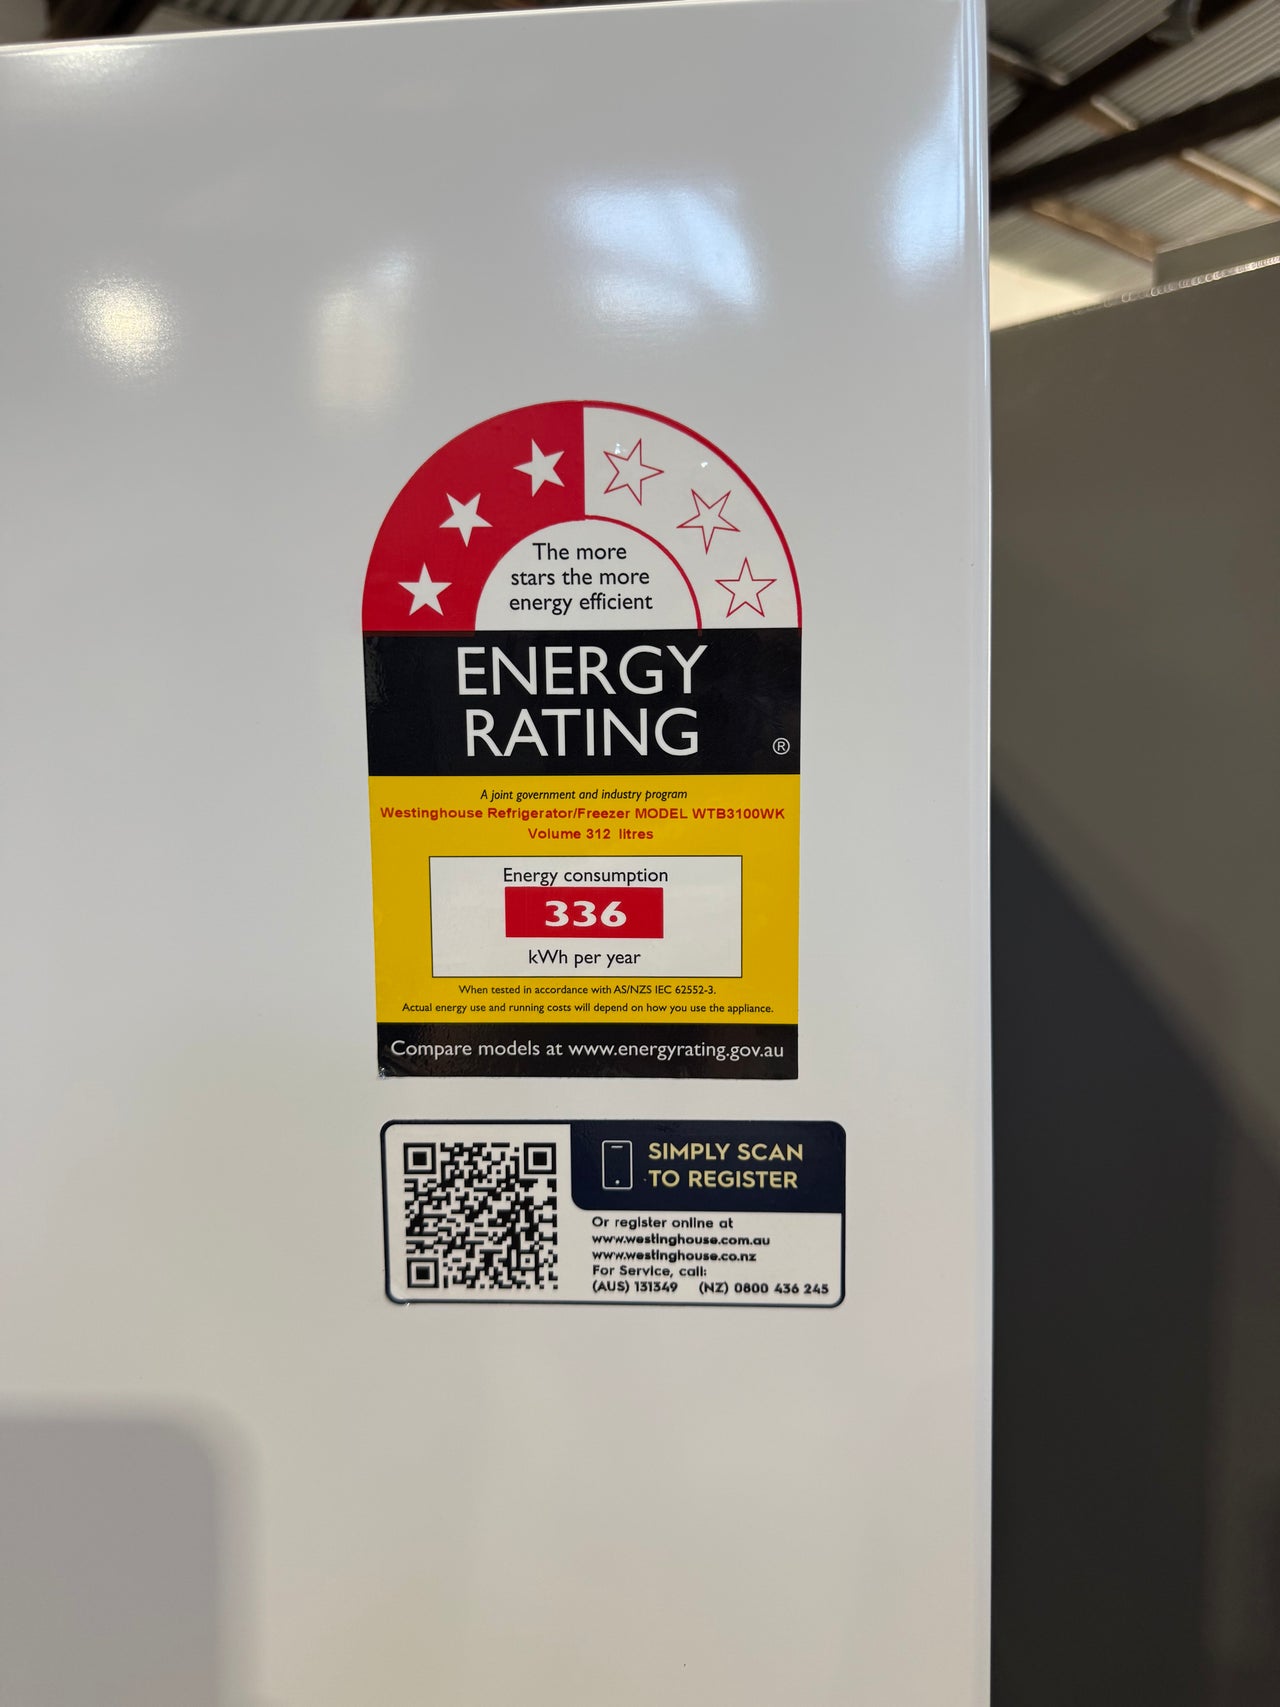 The more
stars the more
energy efficient
ENERGY
RATING
®
A joint government and industry program
Westinghouse Refrigerator/Freezer MODEL WTB3100WK
Volume 312 litres
Energy consumption
336
kWh per year
When tested in accordance with AS/NZS IEC 62552-3.
Actual energy use and running costs will depend on how you use the appliance.
Compare models at www.energyrating.gov.au
SIMPLY SCAN
TO REGISTER
Or register online at
www.westinghouse.com.au
www.westinghouse.co.nz
For Service, call:
(AUS) 131349 (NZ) 0800 436 245